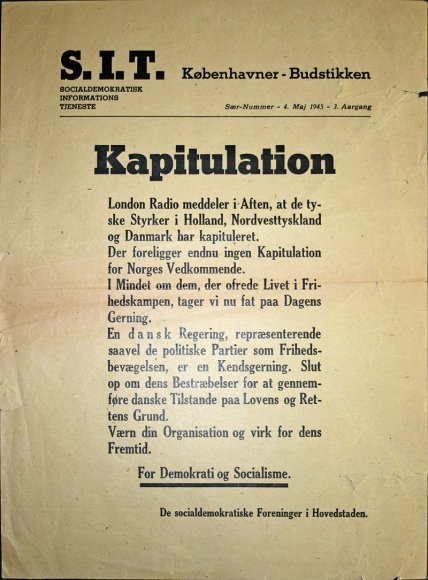 S.I.T. Københavner-Budstikken
SOCIALDEMOKRATISK
INFORMATIONS
TJENESTE
Sær-Nummer - 4. Maj 1945 - 3. Aargang
Kapitulation
London Radio meddeler i Aften, at de ty-
ske Styrker i Holland, Nordvesttyskland
og Danmark har kapituleret.
Der foreligger endnu ingen Kapitulation
for Norges Vedkommende.
I Mindet om dem, der ofrede Livet i Fri-
hedskampen, tager vi nu fat paa Dagens
Gerning.
En dansk Regering, repræsenterende
saavel de politiske Partier som Friheds-
bevægelsen, er en Kendsgerning. Slut
op om dens Bestræbelser for at gennem-
føre danske Tilstande paa Lovens og Ret-
tens Grund.
Værn din Organisation og virk for dens
Fremtid.
For Demokrati og Socialisme.
De socialdemokratiske Foreninger i Hovedstaden.